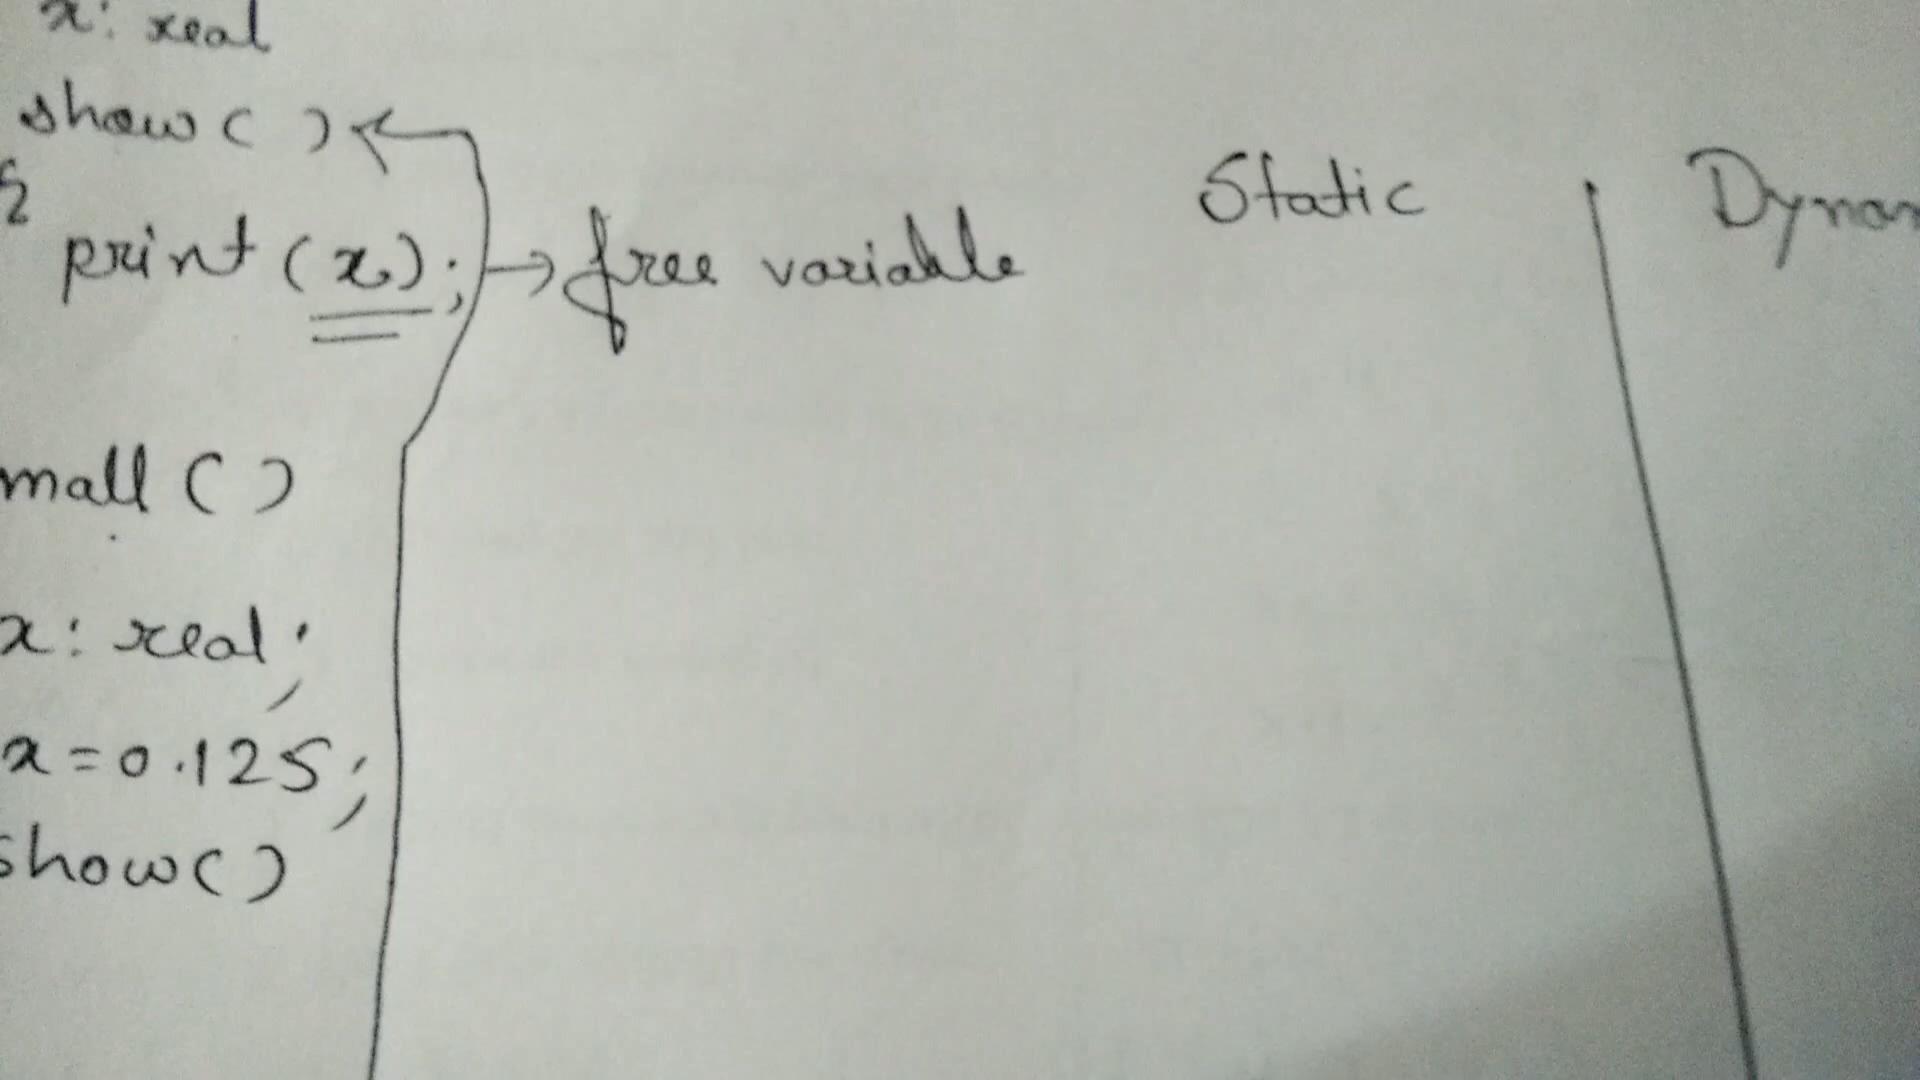 x: real
show ( )
{
print (x); → free variable
Static
mall ( )
x: real;
x = 0.125;
show ( )